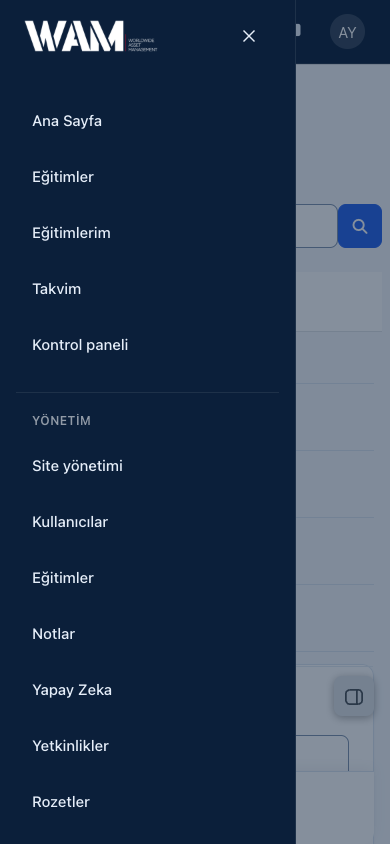 WAM
WORLDWIDE
ASSET
MANAGEMENT
AY
Ana Sayfa
Eğitimler
Eğitimlerim
Takvim
Kontrol paneli
YÖNETİM
Site yönetimi
Kullanıcılar
Eğitimler
Notlar
Yapay Zeka
Yetkinlikler
Rozetler